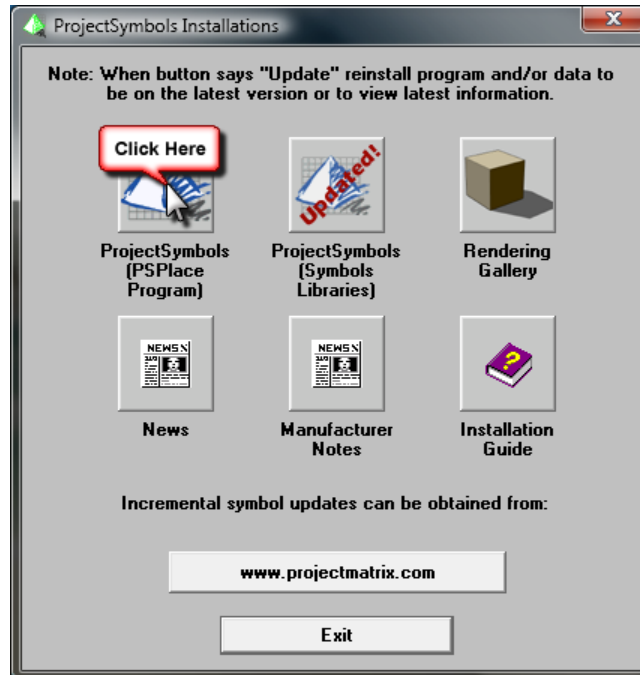 ProjectSymbols Installations
Note: When button says "Update" reinstall program and/or data to
be on the latest version or to view latest information.
Click Here
Updated!
ProjectSymbols
(PSPlace
Program)
ProjectSymbols
(Symbols
Libraries)
Rendering
Gallery
NEWS
NEWS
?
News
Manufacturer
Notes
Installation
Guide
Incremental symbol updates can be obtained from:
www.projectmatrix.com
Exit